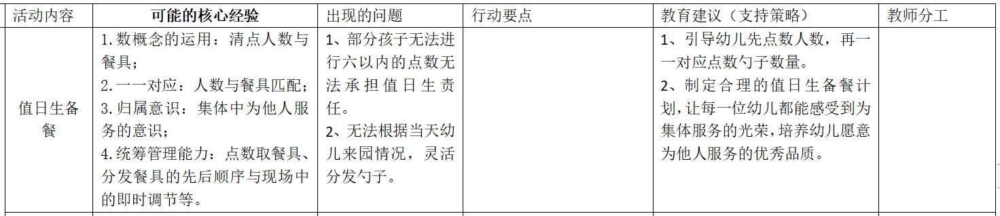 活动内容
可能的核心经验
出现的问题
行动要点
教育建议（支持策略）
教师分工
值日生备
餐
1.数概念的运用：清点人数与
餐具；
2.一一对应：人数与餐具匹配；
3.归属意识：集体中为他人服
务的意识；
4.统筹管理能力：点数取餐具、
分发餐具的先后顺序与现场中
的即时调节等。
1、部分孩子无法进
行六以内的点数无
法承担值日生责
任。
2、无法根据当天幼
儿来园情况，灵活
分发勺子。
1、引导幼儿先点数人数，再一
一对应点数勺子数量。
2、制定合理的值日生备餐计
划，让每一位幼儿都能感受到为
集体服务的光荣，培养幼儿愿意
为他人服务的优秀品质。